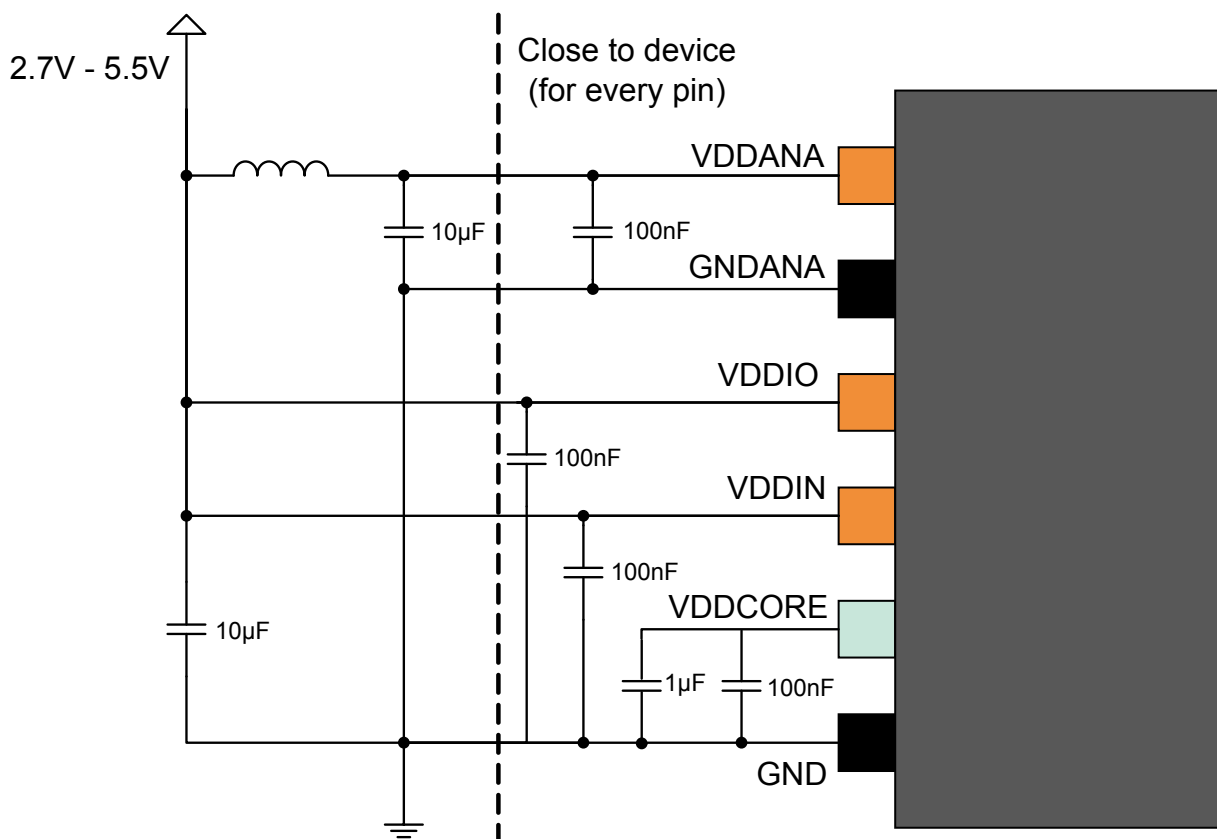 2.7V - 5.5V
Close to device
(for every pin)
VDDANA
10µF
100nF
GNDANA
VDDIO
100nF
VDDIN
100nF
VDDCORE
10µF
1µF
100nF
GND